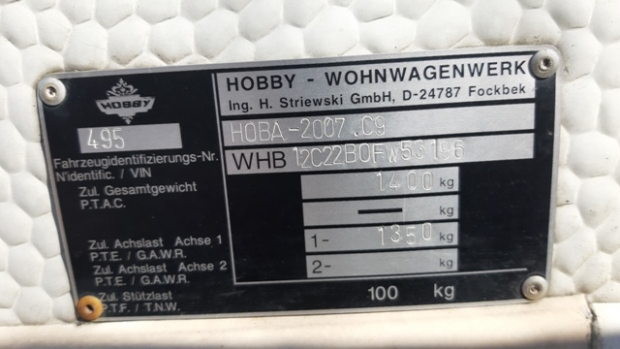 HOBBY
HOBBY - WOHNWAGENWERK
Ing. H. Striewski GmbH, D-24787 Fockbek
495
HOBA-2007.C9
Fahrzeugidentifizierungs-Nr.
N'identific. / VIN
WHB
Zul. Gesamtgewicht
P.T.A.C.
1400 kg
kg
Zul. Achslast Achse 1
P.T.E. / G.A.W.R.
1- 1350 kg
Zul. Achslast Achse 2
P.T.E. / G.A.W.R.
2- kg
Zul. Stützlast
P.T.F. / T.N.W.
100 kg